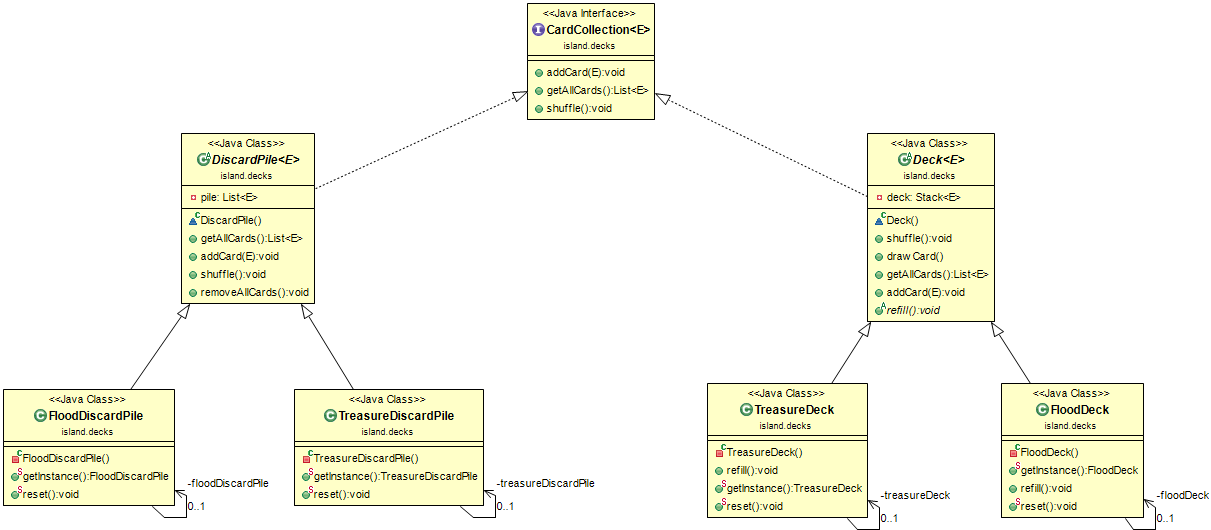 <<Java Interface>>
CardCollection<E>
island.decks
addCard(E):void
getAllCards():List<E>
shuffle():void
<<Java Class>>
DiscardPile<E>
island.decks
pile: List<E>
DiscardPile()
getAllCards():List<E>
addCard(E):void
shuffle():void
removeAllCards():void
<<Java Class>>
Deck<E>
island.decks
deck: Stack<E>
Deck()
shuffle():void
drawCard()
getAllCards():List<E>
addCard(E):void
refill():void
<<Java Class>>
FloodDiscardPile
island.decks
FloodDiscardPile()
getInstance():FloodDiscardPile
reset():void
-floodDiscardPile
0..1
<<Java Class>>
TreasureDiscardPile
island.decks
TreasureDiscardPile()
getInstance():TreasureDiscardPile
reset():void
-treasureDiscardPile
0..1
<<Java Class>>
TreasureDeck
island.decks
TreasureDeck()
refill():void
getInstance():TreasureDeck
reset():void
-treasureDeck
0..1
<<Java Class>>
FloodDeck
island.decks
FloodDeck()
getInstance():FloodDeck
refill():void
reset():void
-floodDeck
0..1